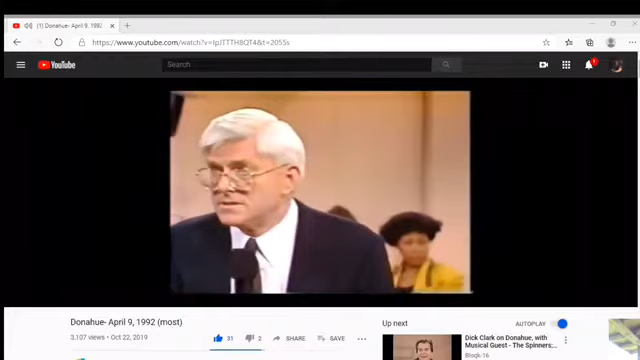 (1) Donahue- April 9, 1992
https://www.youtube.com/watch?v=IpJTTTH8QT4&t=2055s
YouTube
Search
Donahue- April 9, 1992 (most)
3,107 views • Oct 22, 2019
31
2
SHARE
SAVE
Up next
AUTOPLAY
Dick Clark on Donahue, with
Musical Guest - The Spinners;...
Bloqk-16